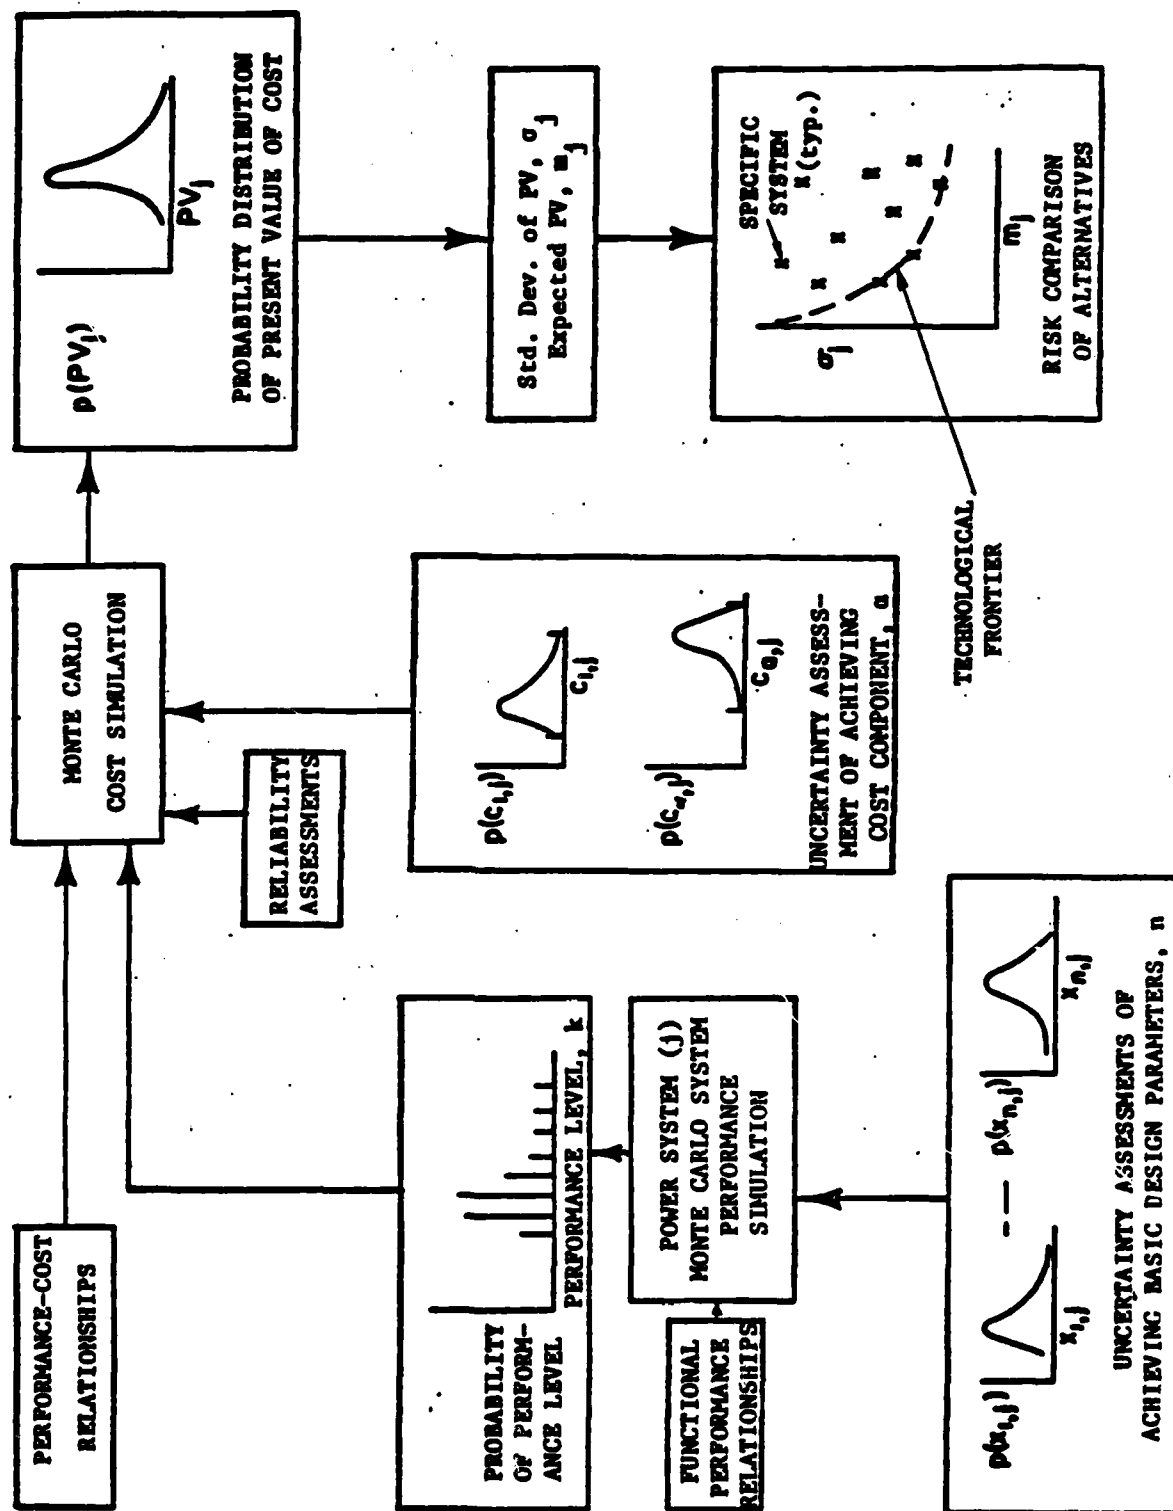 PERFORMANCE-COST
RELATIONSHIPS
MONTE CARLO
COST SIMULATION
p(PVj)
PVj
PROBABILITY DISTRIBUTION
OF PRESENT VALUE OF COST
RELIABILITY
ASSESSMENTS
PROBABILITY
OF PERFORM-
ANCE LEVEL
PERFORMANCE LEVEL, k
p(c1,j)
c1,j
p(cα,j)
cα,j
UNCERTAINTY ASSESS-
MENT OF ACHIEVING
COST COMPONENT, α
Std. Dev. of PV, σj
Expected PV, mj
FUNCTIONAL
PERFORMANCE
RELATIONSHIPS
POWER SYSTEM (j)
MONTE CARLO SYSTEM
PERFORMANCE
SIMULATION
SPECIFIC
SYSTEM
x(typ.)
σj
mj
RISK COMPARISON
OF ALTERNATIVES
TECHNOLOGICAL
FRONTIER
p(x1,j)
x1,j
p(xn,j)
xn,j
UNCERTAINTY ASSESSMENTS OF
ACHIEVING BASIC DESIGN PARAMETERS, n